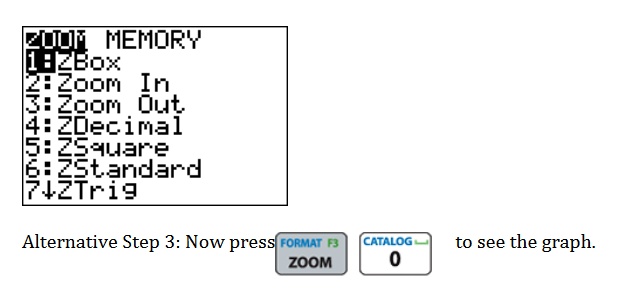 ZOOM MEMORY
1:ZBox
2:Zoom In
3:Zoom Out
4:ZDecimal
5:ZSquare
6:ZStandard
7↓ZTrig
Alternative Step 3: Now press FORMAT F3 ZOOM CATALOG ⎵ 0 to see the graph.